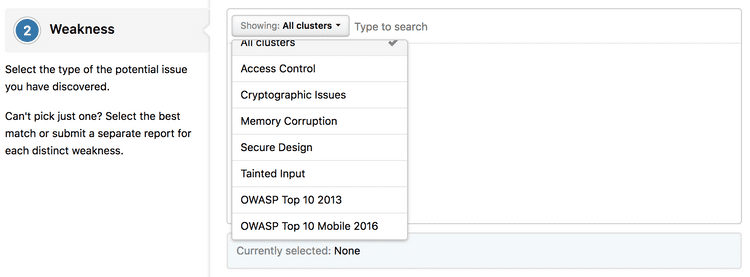 2
Weakness
Select the type of the potential issue
you have discovered.
Can't pick just one? Select the best
match or submit a separate report for
each distinct weakness.
Showing: All clusters
Type to search
All clusters
Access Control
Cryptographic Issues
Memory Corruption
Secure Design
Tainted Input
OWASP Top 10 2013
OWASP Top 10 Mobile 2016
Currently selected: None